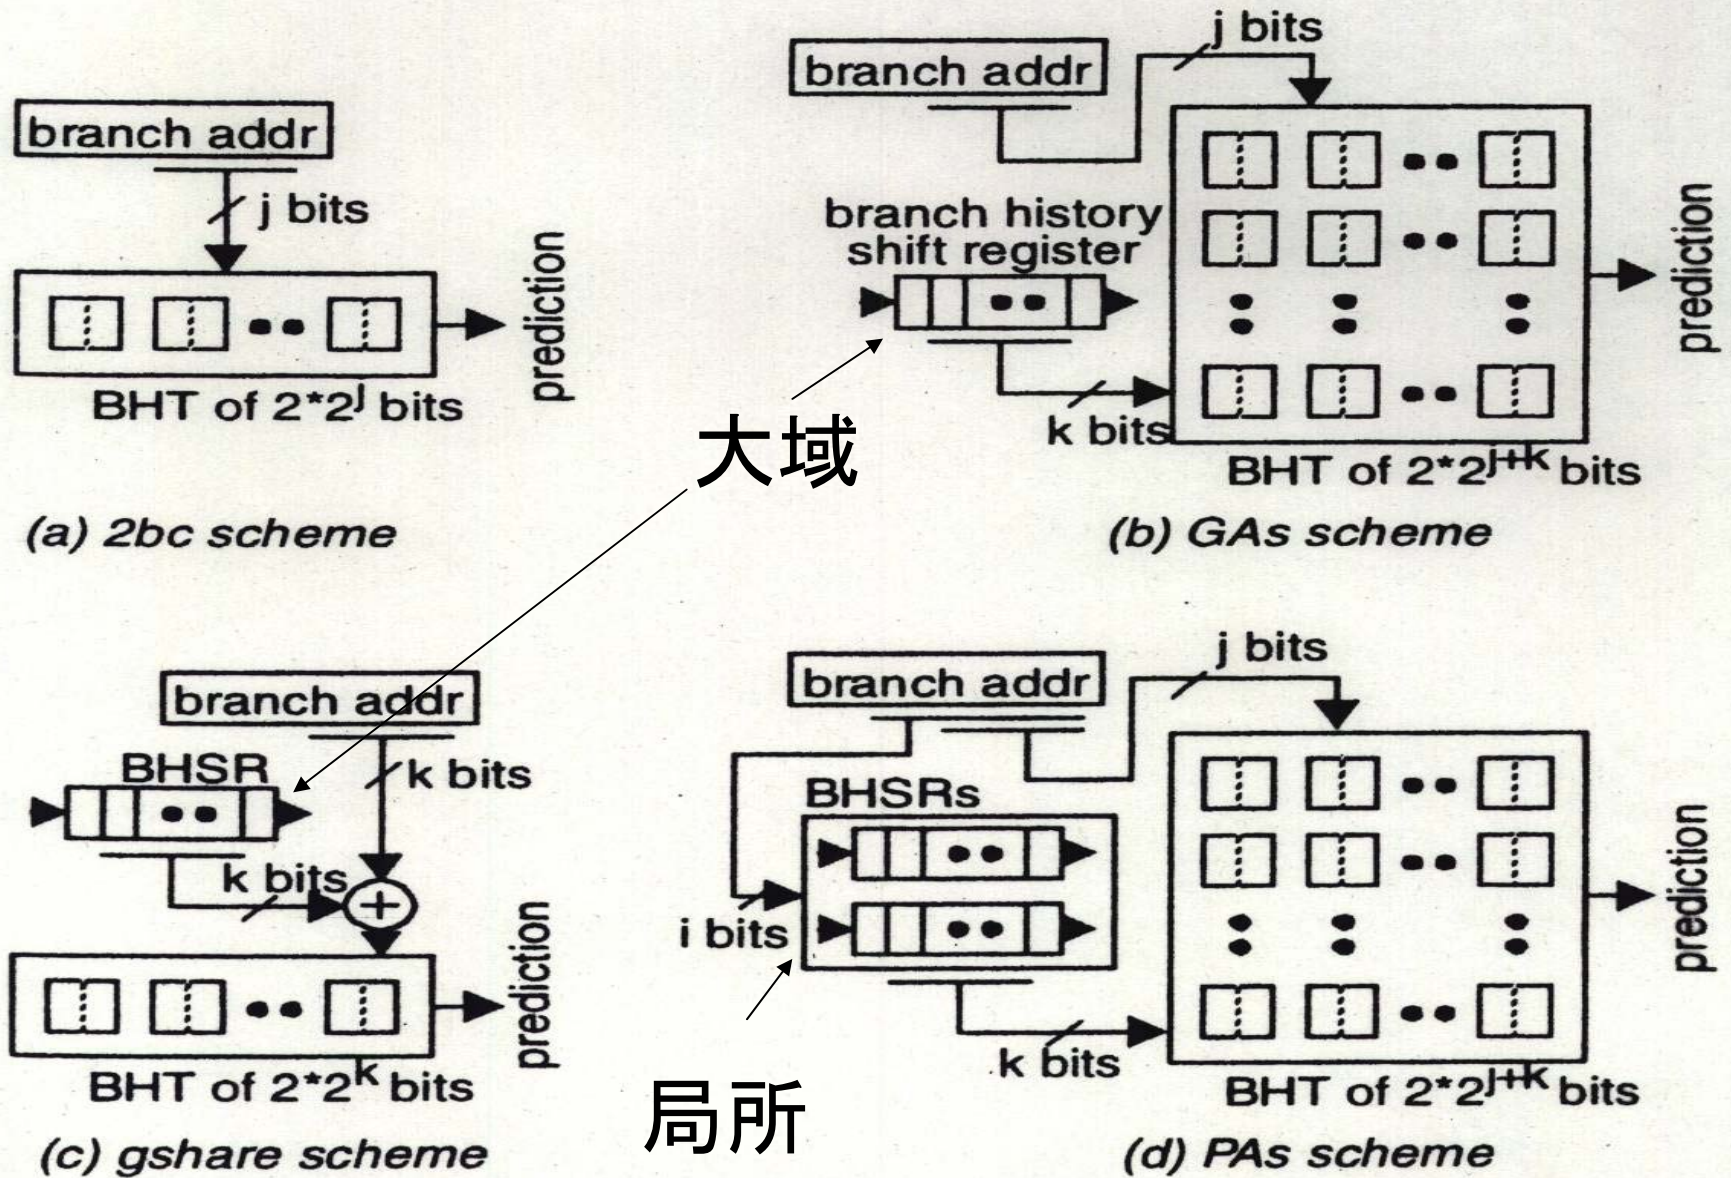 branch addr
j bits
prediction
BHT of 2*2^j bits
(a) 2bc scheme
branch addr
j bits
branch history
shift register
k bits
prediction
BHT of 2*2^j+k bits
(b) GAs scheme
大域
branch addr
BHSR
k bits
k bits
prediction
BHT of 2*2^k bits
(c) gshare scheme
branch addr
j bits
BHSRs
i bits
k bits
prediction
BHT of 2*2^j+k bits
(d) PAs scheme
局所